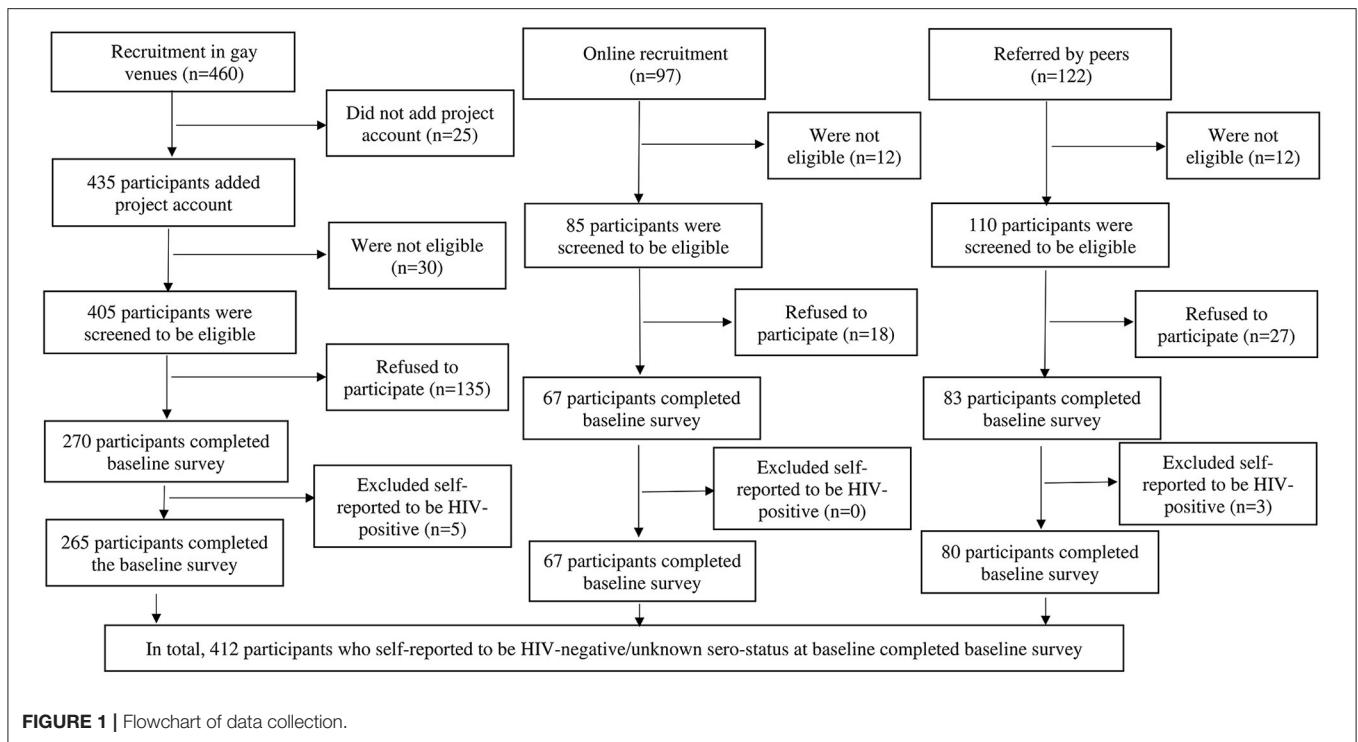 Recruitment in gay
venues (n=460)
Did not add project
account (n=25)
435 participants added
project account
Were not eligible
(n=30)
405 participants were
screened to be eligible
Refused to
participate (n=135)
270 participants completed
baseline survey
Excluded self-
reported to be HIV-
positive (n=5)
265 participants completed
the baseline survey
Online recruitment
(n=97)
Were not
eligible (n=12)
85 participants were
screened to be eligible
Refused to
participate (n=18)
67 participants completed
baseline survey
Excluded self-
reported to be HIV-
positive (n=0)
67 participants completed
baseline survey
Referred by peers
(n=122)
Were not
eligible (n=12)
110 participants were
screened to be eligible
Refused to
participate (n=27)
83 participants completed
baseline survey
Excluded self-
reported to be HIV-
positive (n=3)
80 participants completed
baseline survey
In total, 412 participants who self-reported to be HIV-negative/unknown sero-status at baseline completed baseline survey
FIGURE 1 | Flowchart of data collection.